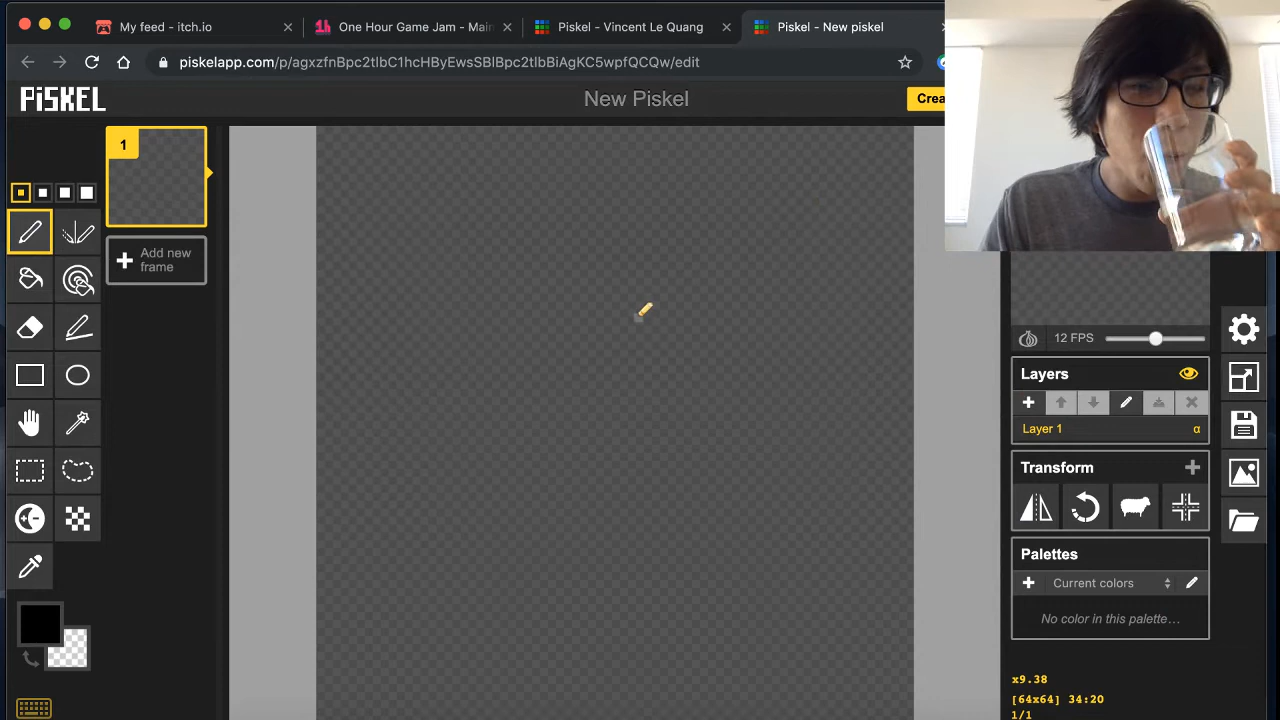 My feed - itch.io
One Hour Game Jam - Main
Piskel - Vincent Le Quang
Piskel - New piskel
piskelapp.com/p/agxzfnBpc2tlbC1hcHByEwsSBlBpc2tlbBiAgKC5wpfQCQw/edit
PiSKEL
New Piskel
Crea
1
Add new
frame
12 FPS
Layers
Layer 1
α
Transform
Palettes
Current colors
No color in this palette…
x9.38
[64x64] 34:20
1/1